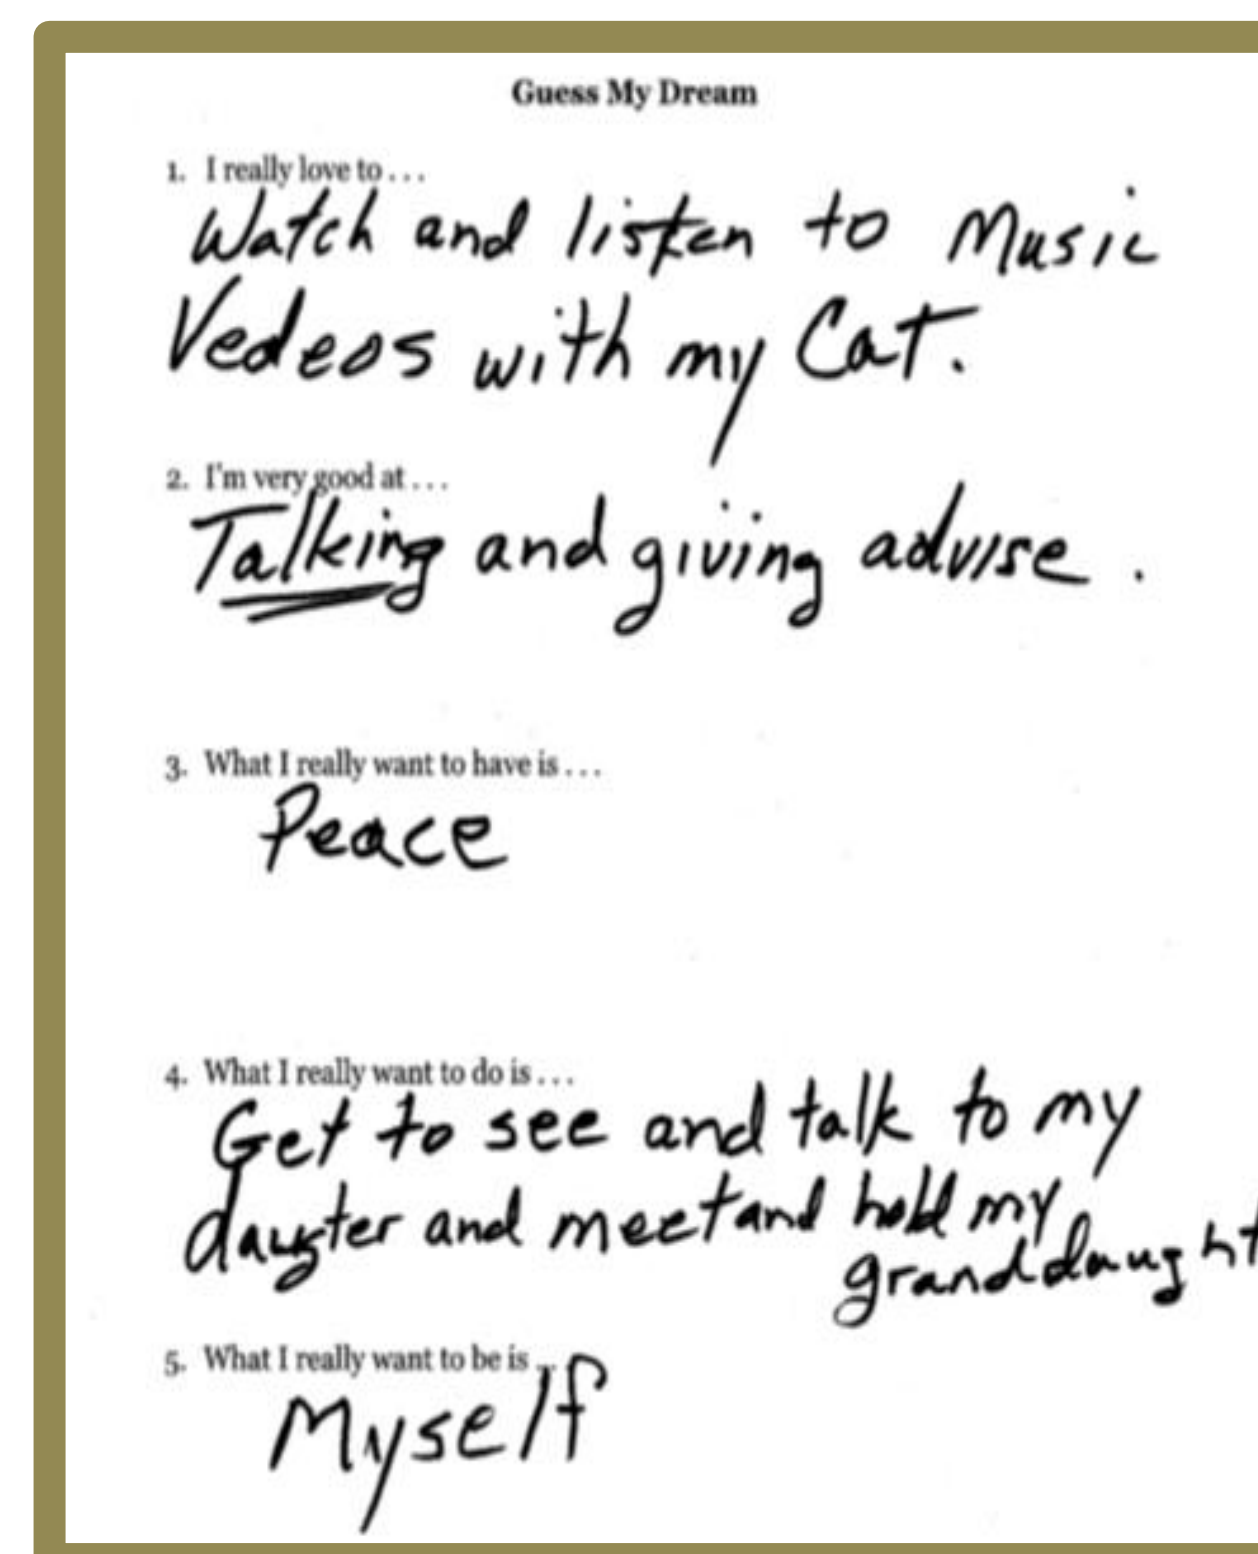 Guess My Dream
1. I really love to . . .
Watch and listen to Music
Vedeos with my Cat.
2. I'm very good at . . .
Talking and giving advise .
3. What I really want to have is . . .
Peace
4. What I really want to do is . . .
Get to see and talk to my
daugter and meet and hold my
granddaught
5. What I really want to be is ...
Myself